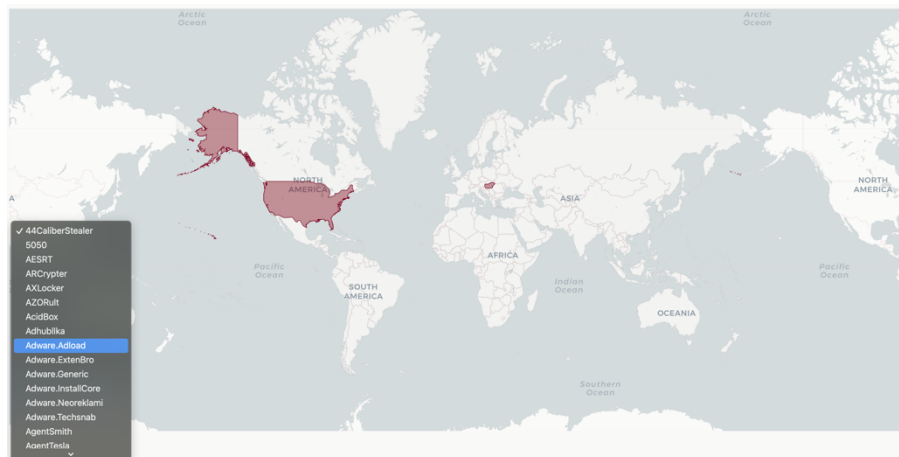 Arctic
Ocean
Arctic
Ocean
NORTH
AMERICA
NORTH
AMERICA
A
ASIA
Pacific
Ocean
AFRICA
Indian
Ocean
Pacific
Ocean
SOUTH
AMERICA
OCEANIA
Southern
Ocean
✓ 44CaliberStealer
5050
AESRT
ARCrypter
AXLocker
AZORult
AcidBox
Adhubllka
Adware.Adload
Adware.ExtenBro
Adware.Generic
Adware.InstallCore
Adware.Neoreklami
Adware.Techsnab
AgentSmith
AgentTesla